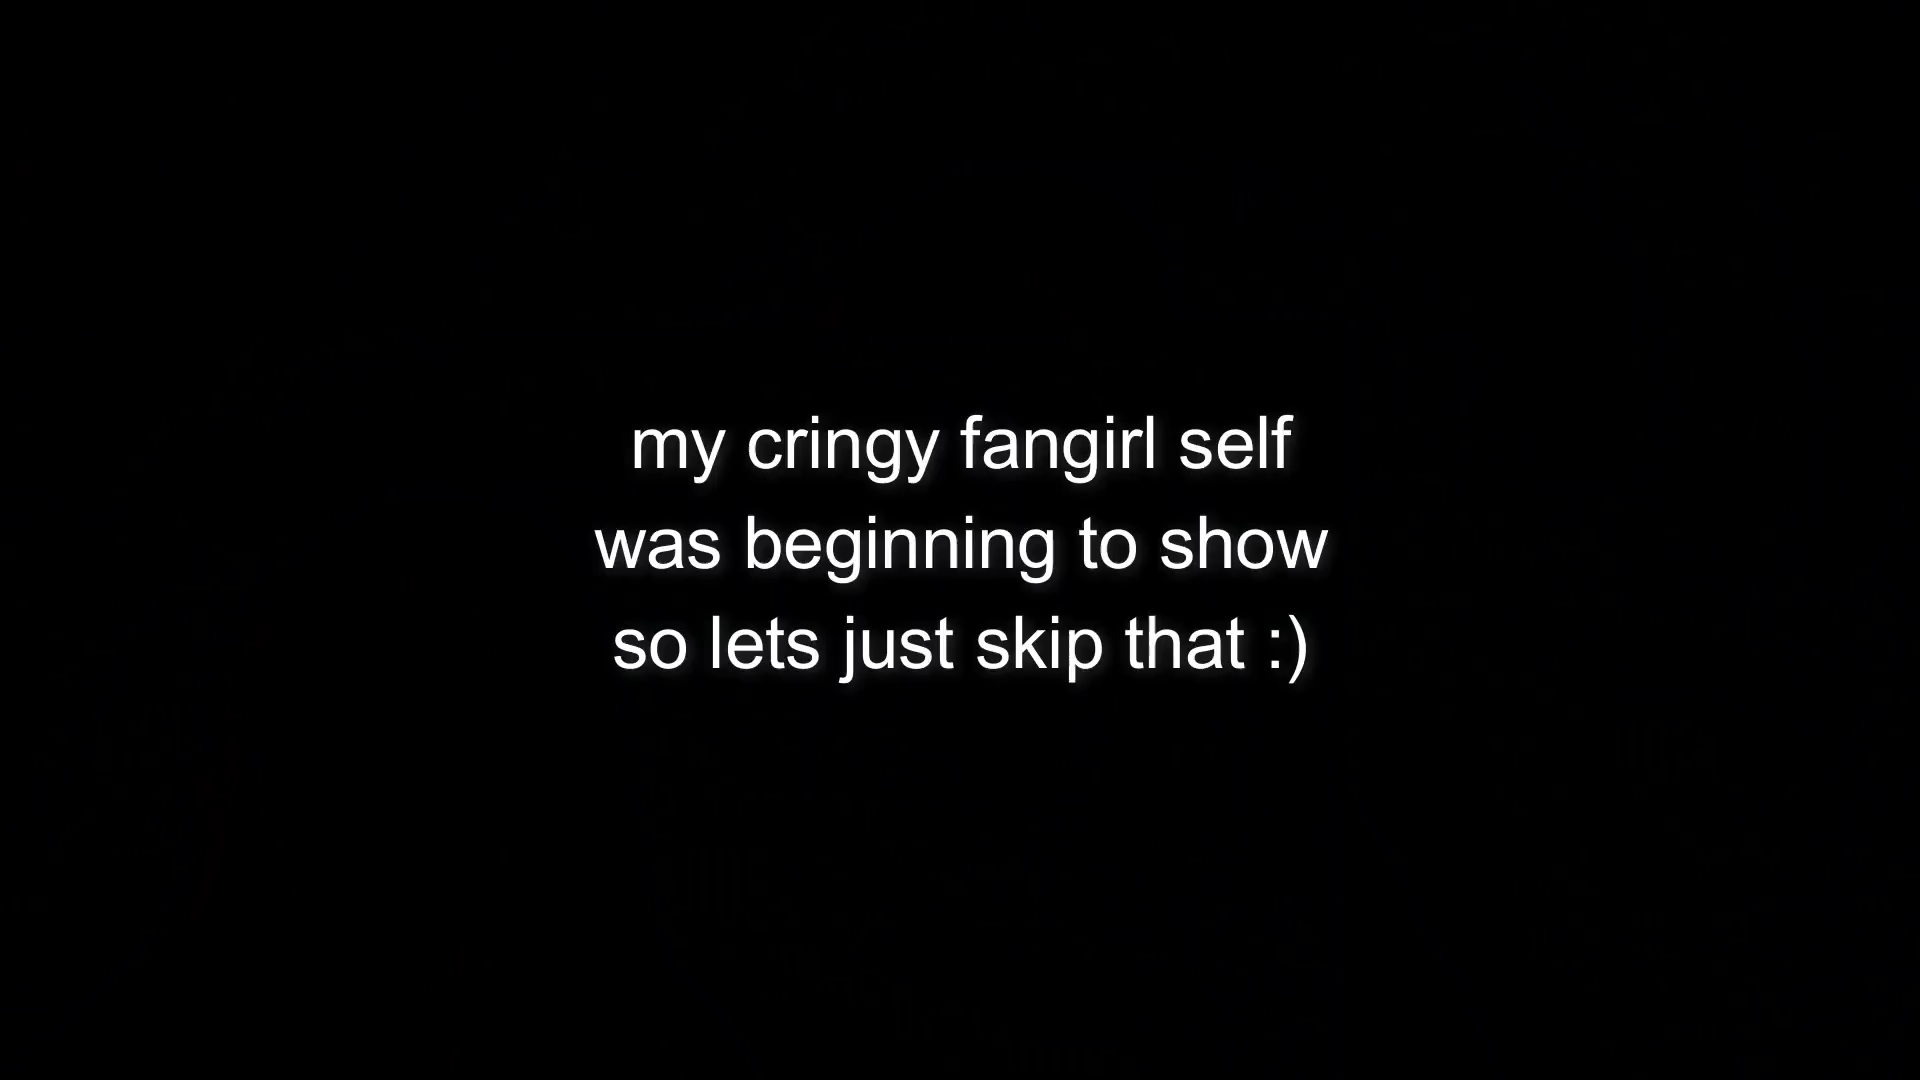 my cringy fangirl self
was beginning to show
so lets just skip that :)